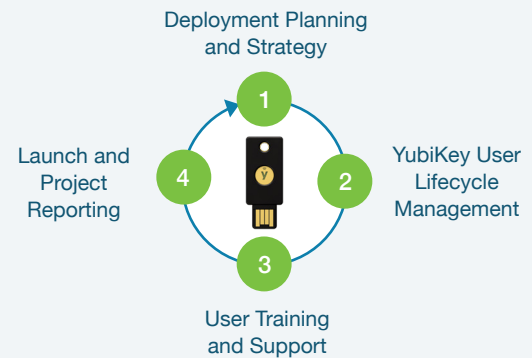 Deployment Planning
and Strategy
1
Launch and
Project
Reporting
4
y
2
YubiKey User
Lifecycle
Management
3
User Training
and Support